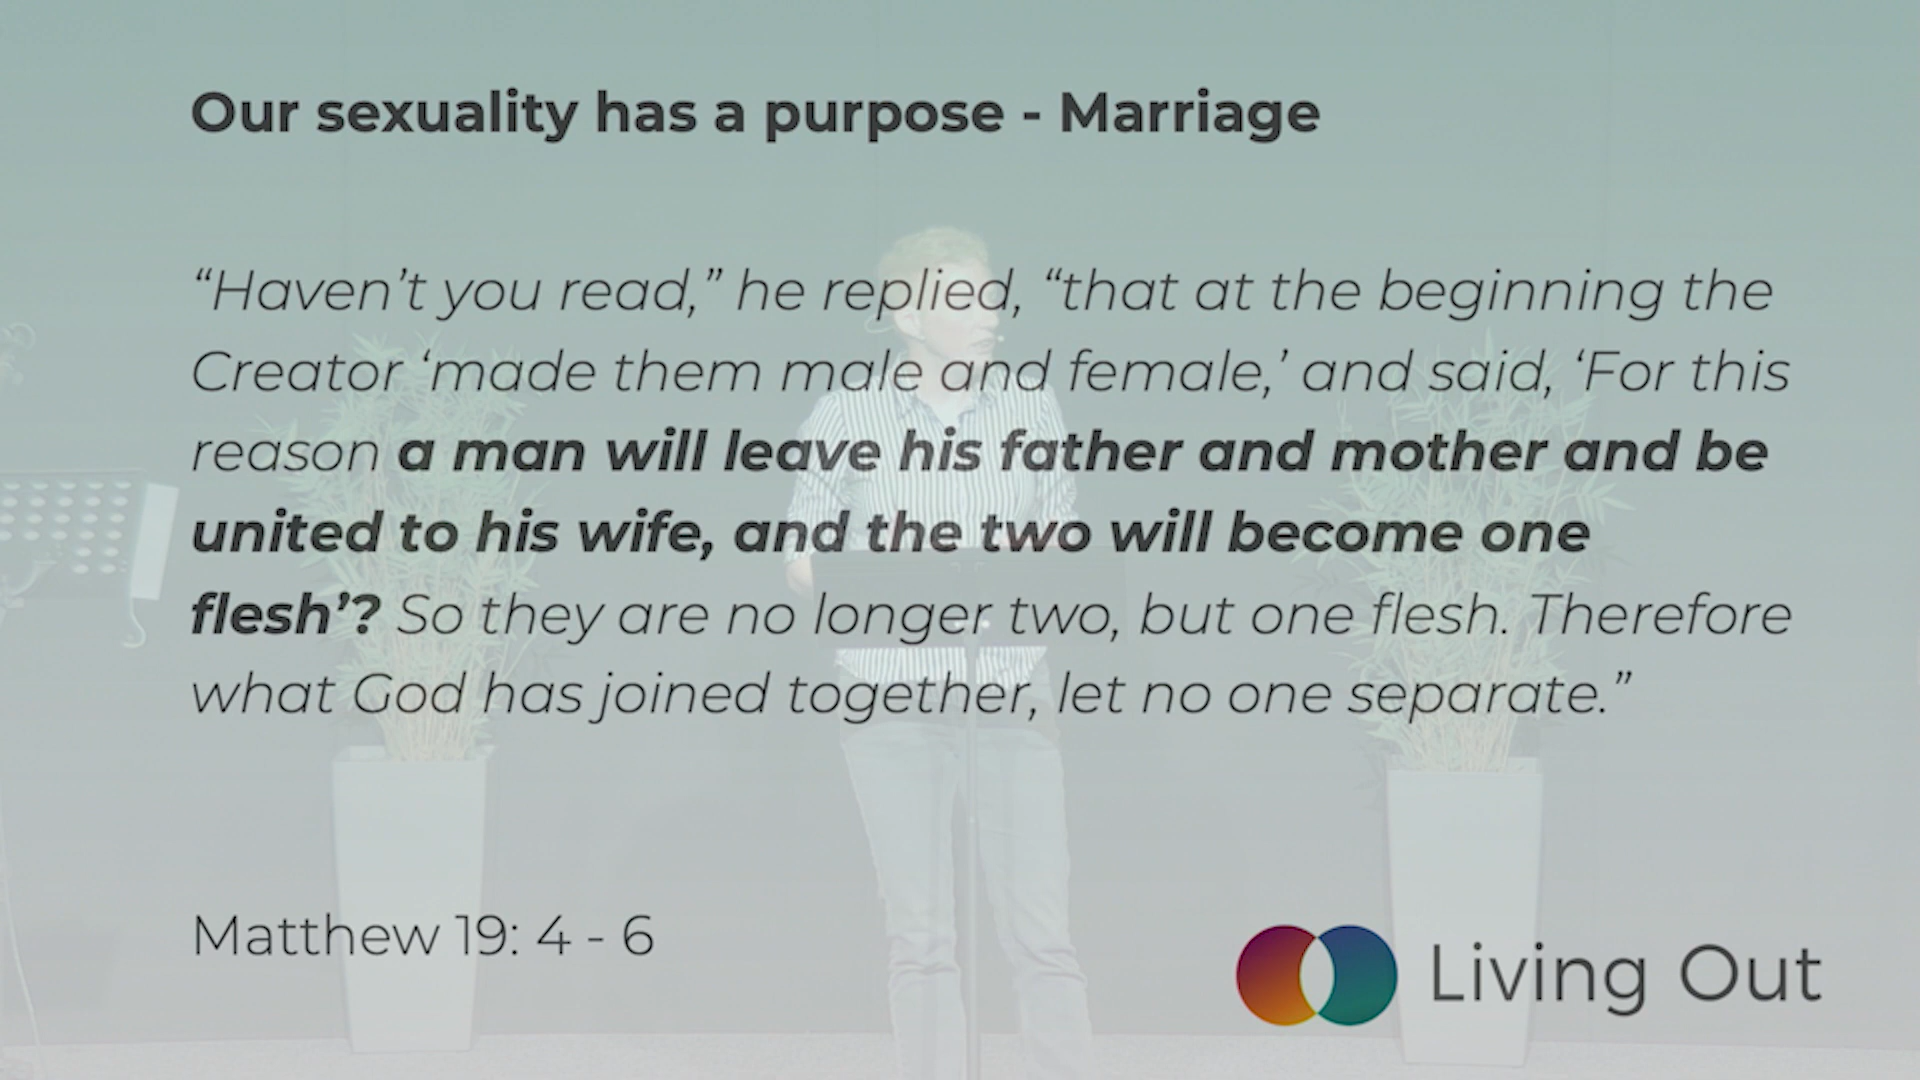 Our sexuality has a purpose - Marriage
“Haven’t you read,” he replied, “that at the beginning the
Creator ‘made them male and female,’ and said, ‘For this
reason a man will leave his father and mother and be
united to his wife, and the two will become one
flesh’? So they are no longer two, but one flesh. Therefore
what God has joined together, let no one separate.”
Matthew 19: 4 - 6
Living Out